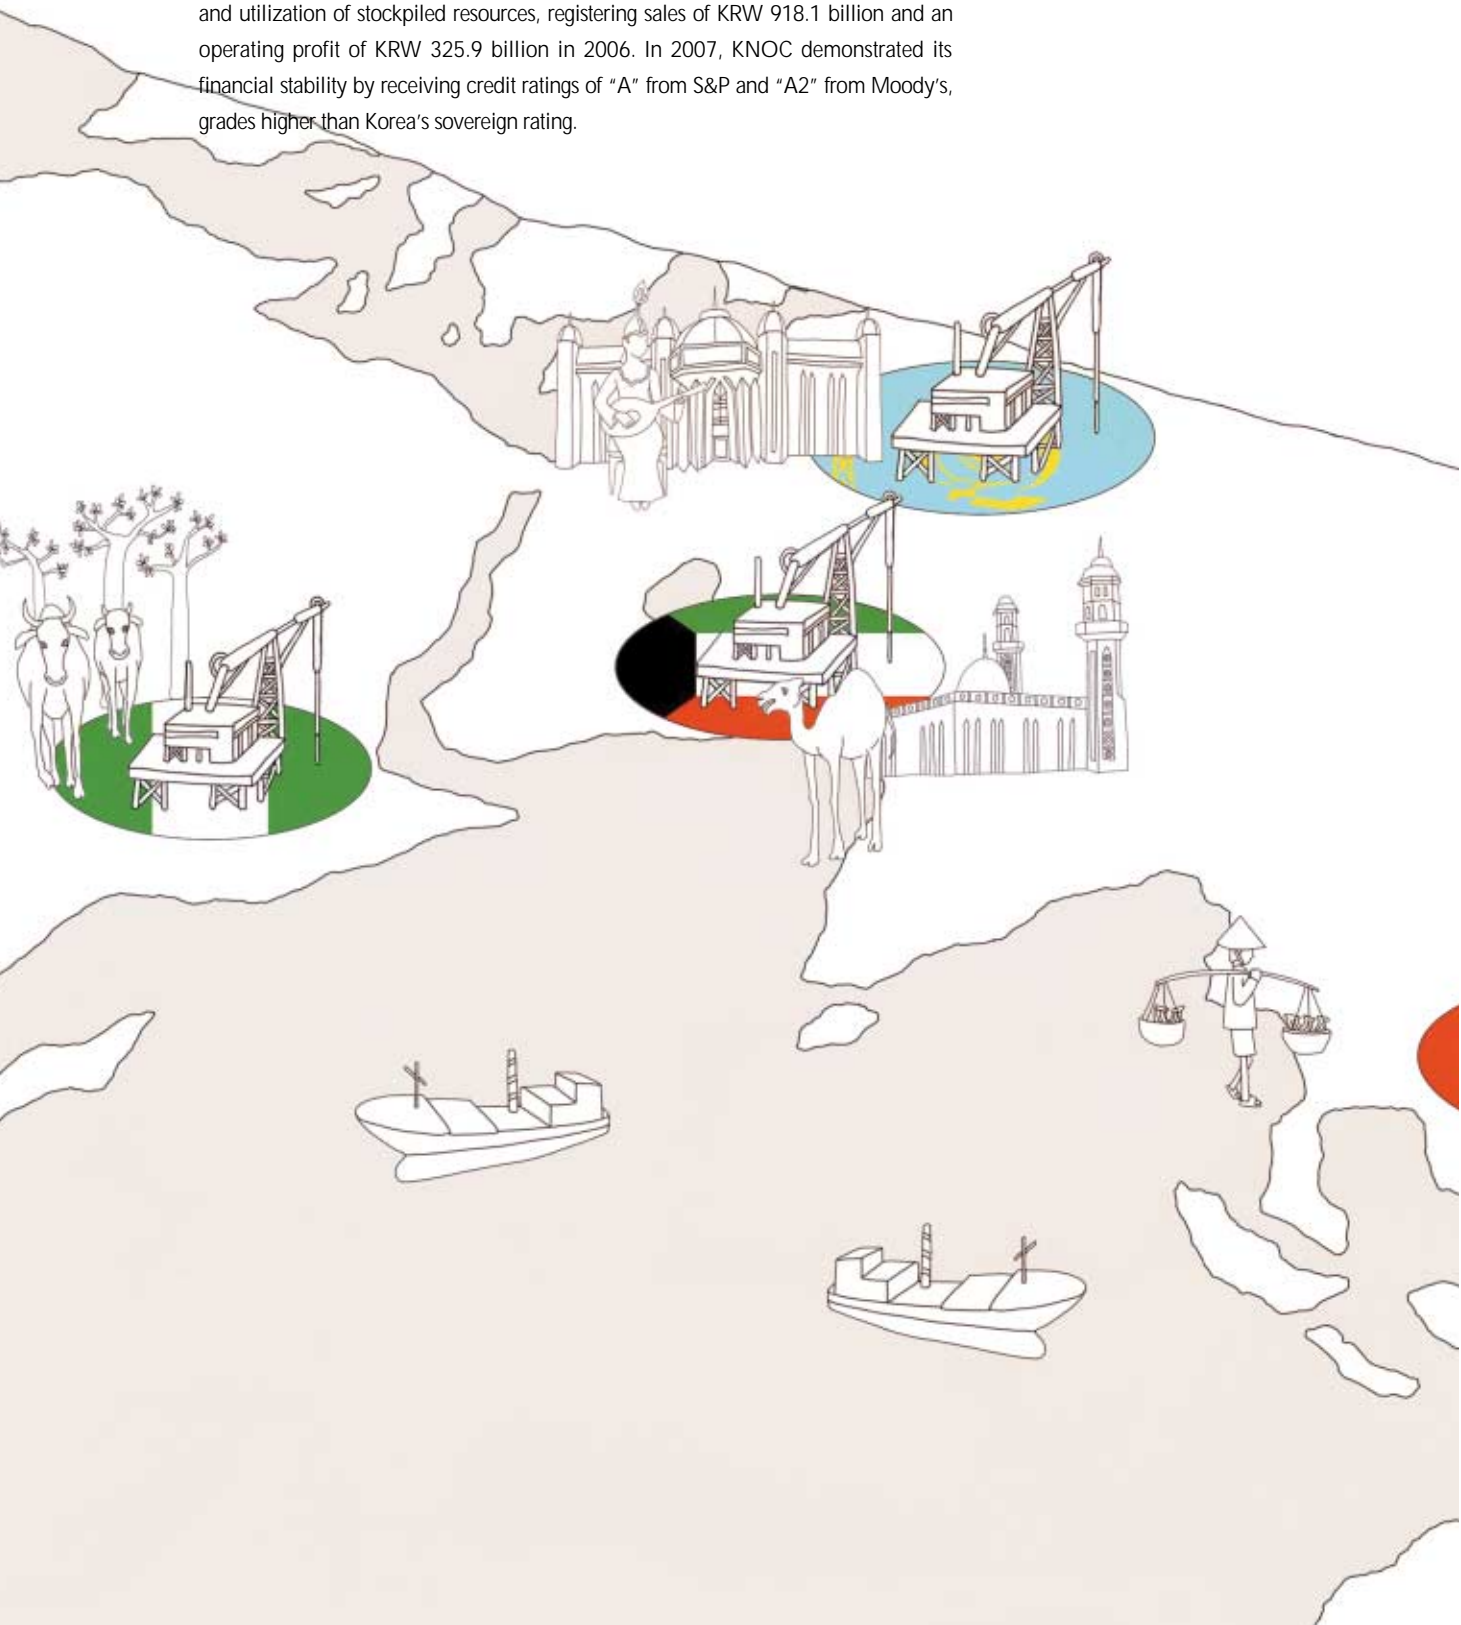 and utilization of stockpiled resources, registering sales of KRW 918.1 billion and an
operating profit of KRW 325.9 billion in 2006. In 2007, KNOC demonstrated its
financial stability by receiving credit ratings of “A” from S&P and “A2” from Moody’s,
grades higher than Korea’s sovereign rating.